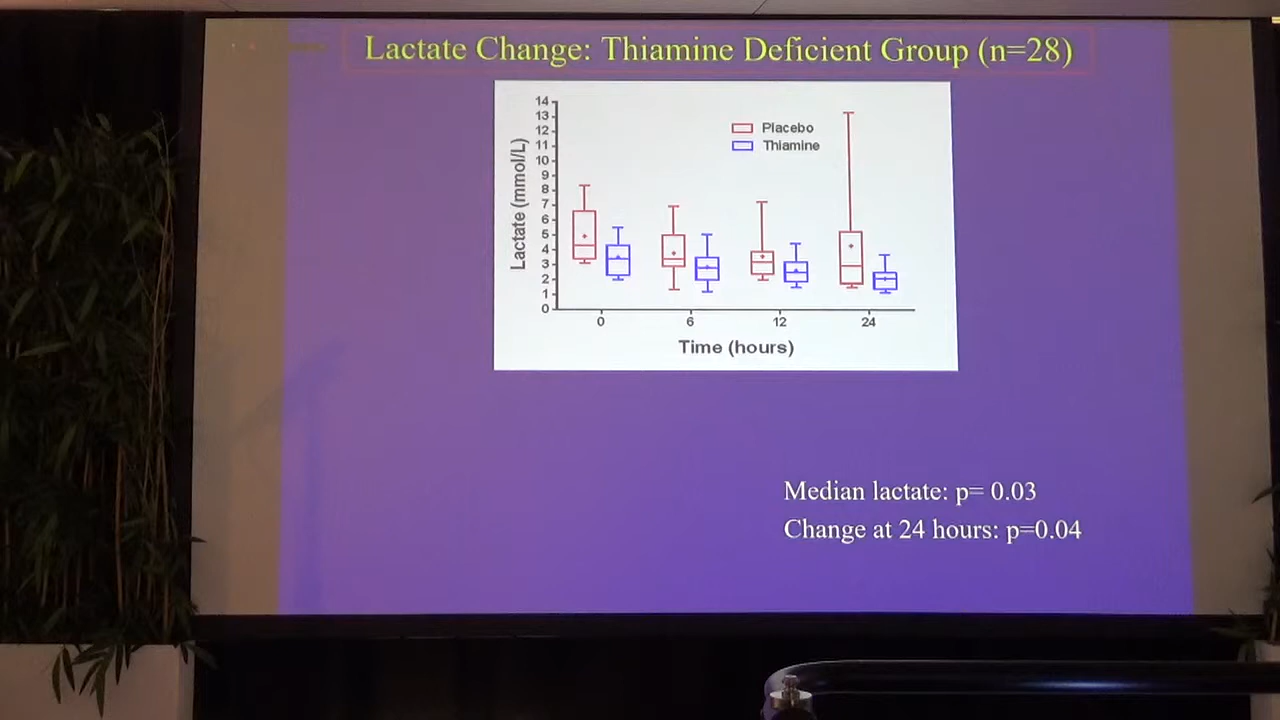 Lactate Change: Thiamine Deficient Group (n=28)
14
13
12
11
10
9
8
7
6
5
4
3
2
1
0
Lactate (mmol/L)
Placebo
Thiamine
0 6 12 24
Time (hours)
Median lactate: p= 0.03
Change at 24 hours: p=0.04